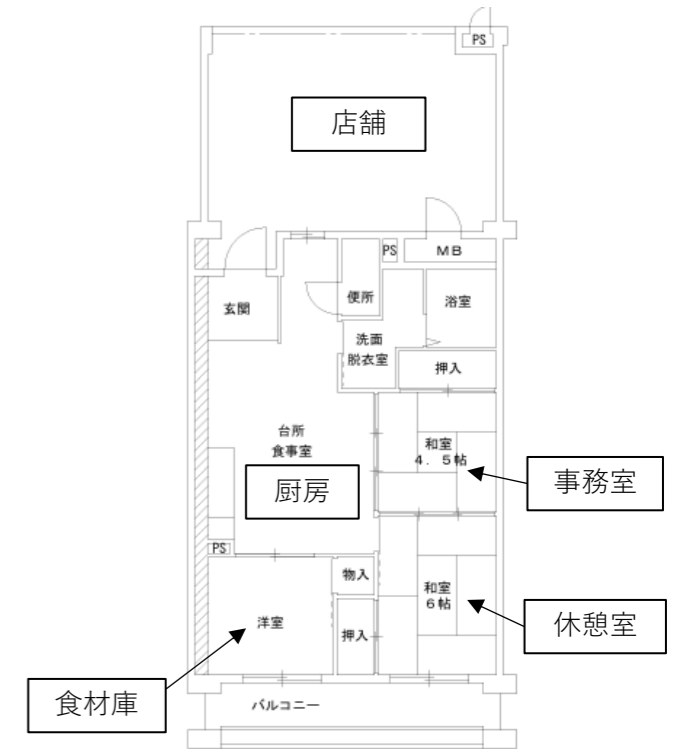 PS
店舗
PS
MB
玄関
便所
浴室
洗面
脱衣室
押入
台所
食事室
和室
4.5帖
事務室
厨房
PS
物入
和室
6帖
洋室
押入
休憩室
食材庫
バルコニー